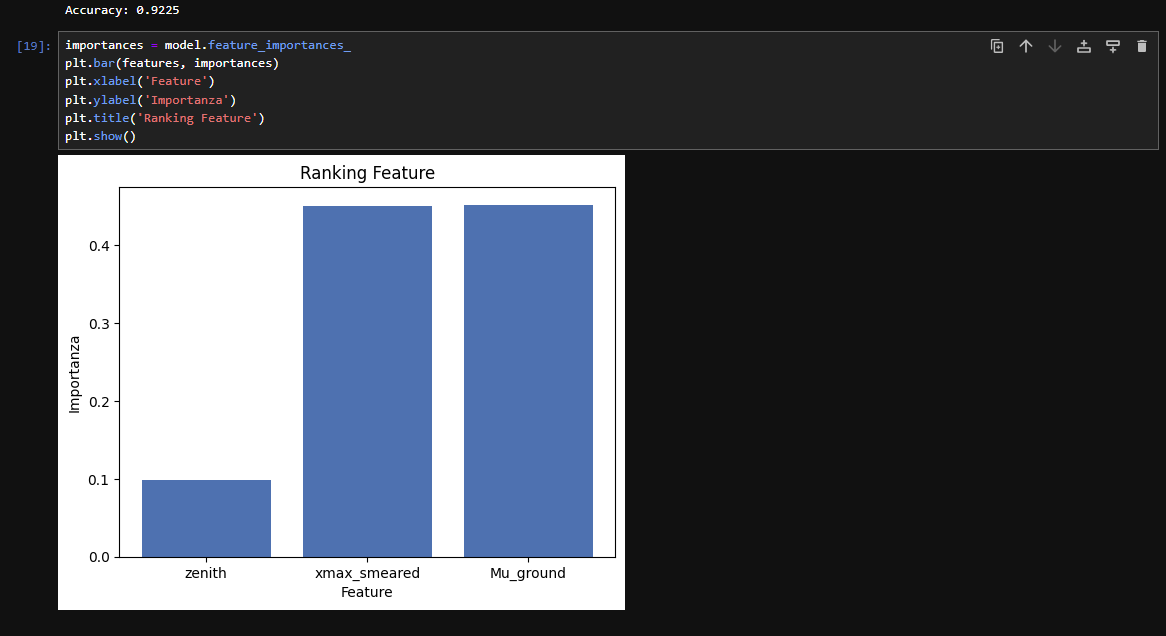 Accuracy: 0.9225
[19]:
importances = model.feature_importances_
plt.bar(features, importances)
plt.xlabel('Feature')
plt.ylabel('Importanza')
plt.title('Ranking Feature')
plt.show()
Ranking Feature
Importanza
0.4
0.3
0.2
0.1
0.0
zenith xmax_smeared Mu_ground
Feature